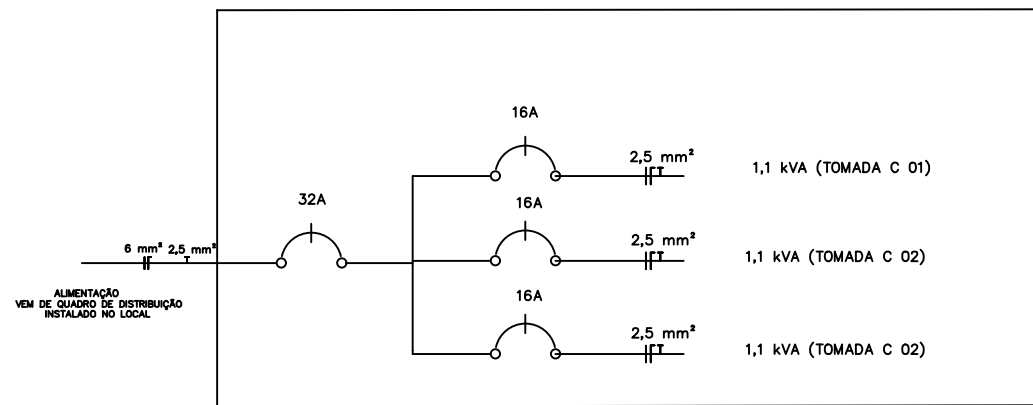 16A
2,5 mm²
1,1 kVA (TOMADA C 01)
32A
16A
2,5 mm²
1,1 kVA (TOMADA C 02)
6 mm² 2,5 mm²
ALIMENTAÇÃO
VEM DE QUADRO DE DISTRIBUIÇÃO
INSTALADO NO LOCAL
16A
2,5 mm²
1,1 kVA (TOMADA C 02)